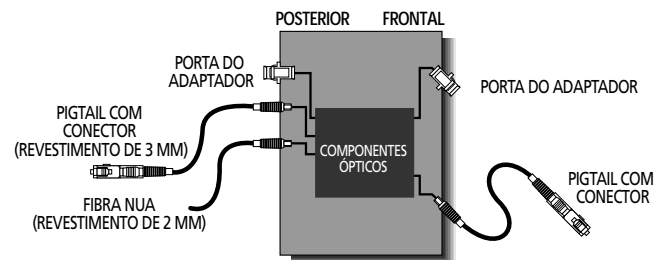 POSTERIOR FRONTAL
PORTA DO
ADAPTADOR
PORTA DO ADAPTADOR
PIGTAIL COM
CONECTOR
(REVESTIMENTO DE 3 MM)
COMPONENTES
ÓPTICOS
FIBRA NUA
(REVESTIMENTO DE 2 MM)
PIGTAIL COM
CONECTOR